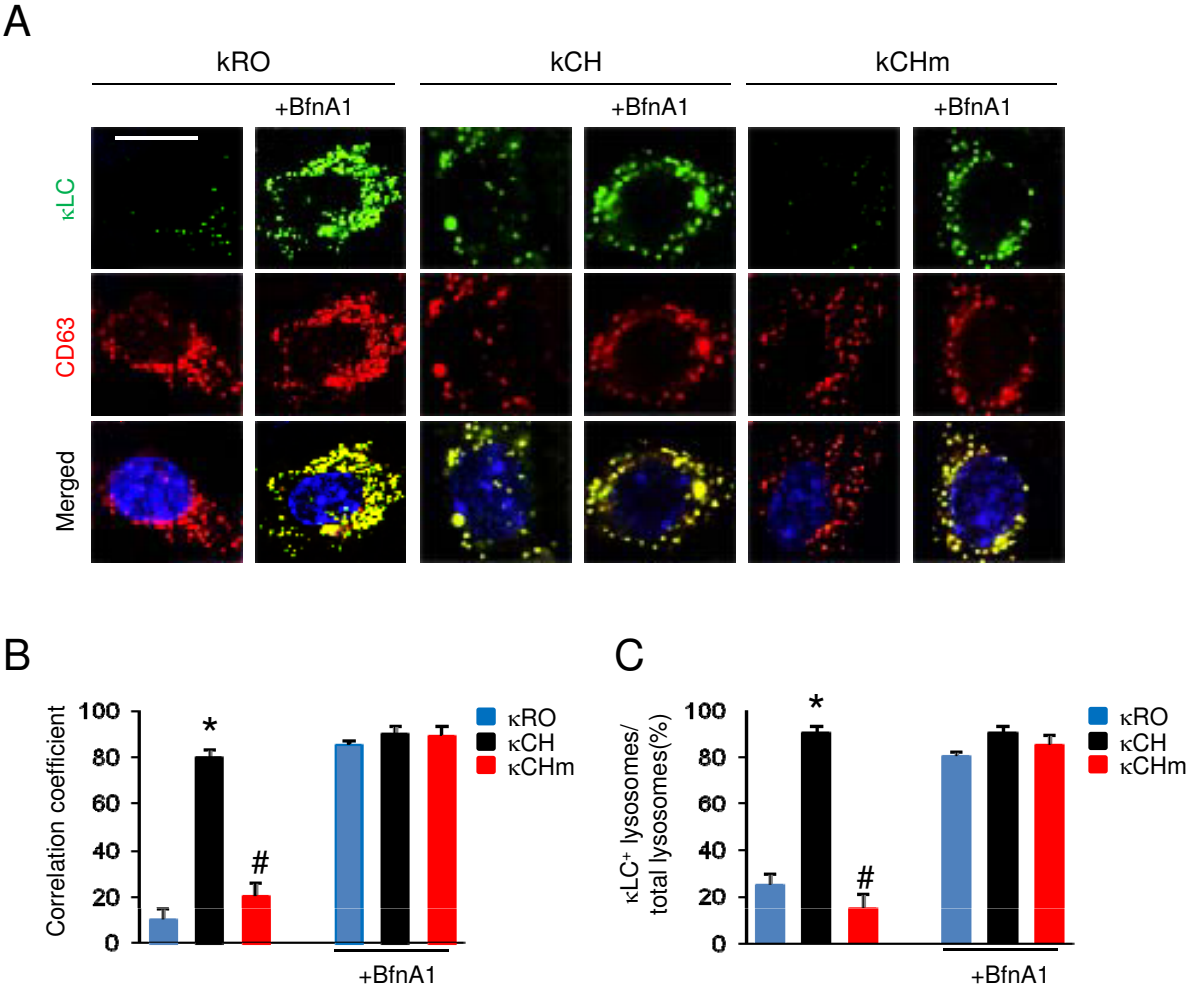 A
kRO
kCH
kCHm
+BfnA1
+BfnA1
+BfnA1
κLC
CD63
Merged
B
Correlation coefficient
100
80
60
40
20
0
*
#
+BfnA1
κRO
κCH
κCHm
C
κLC⁺ lysosomes/
total lysosomes(%)
100
80
60
40
20
0
*
#
+BfnA1
κRO
κCH
κCHm